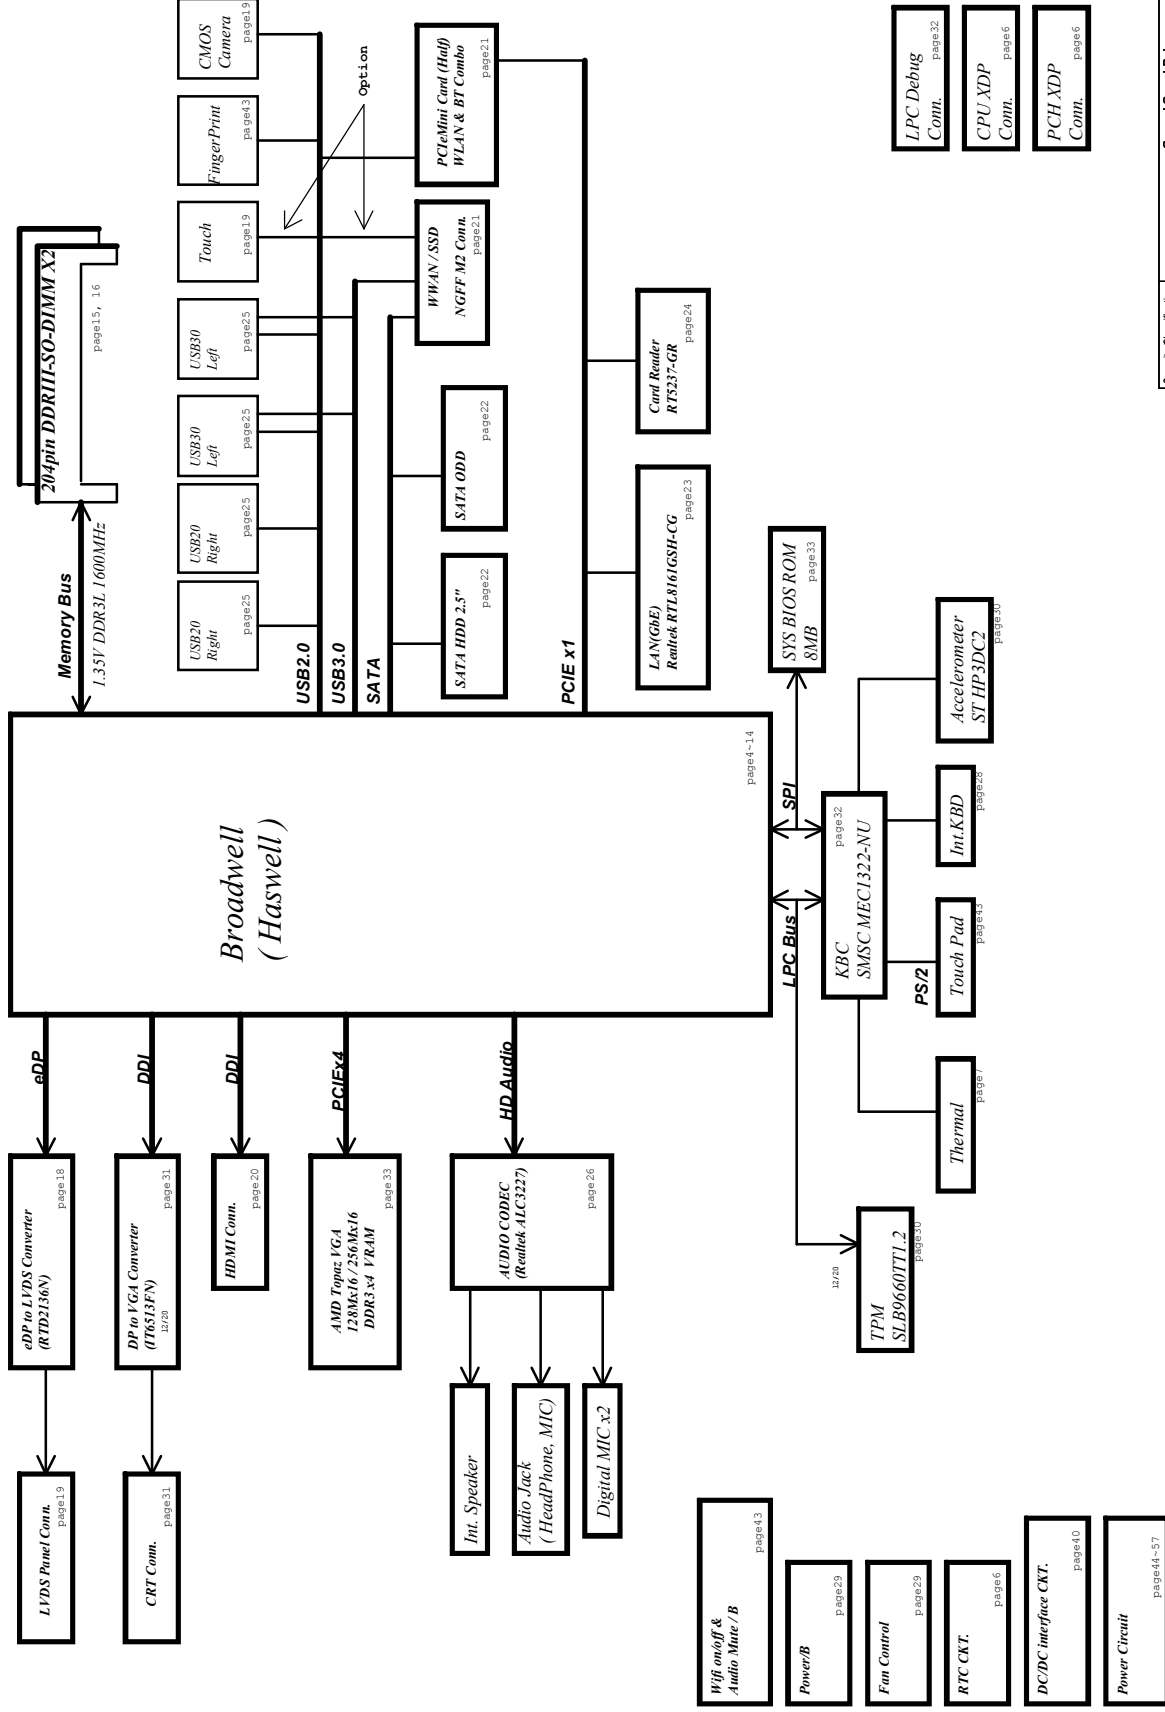 LVDS Panel Conn.
page19
eDP to LVDS Converter
(RTD2136N)
page18
eDP
CRT Conn.
page31
DP to VGA Converter
(IT6513FN)
12/20
page 31
DDI
HDMI Conn.
page20
DDI
AMD Topaz VGA
128Mx16 / 256Mx16
DDR3 x4 VRAM
page 33
PCIEx4
AUDIO CODEC
(Realtek ALC3227)
page 26
HD Audio
Int. Speaker
Audio Jack
( HeadPhone, MIC)
Digital MIC x2
Broadwell
( Haswell )
page4~14
Memory Bus
1.35V DDR3L 1600MHz
204pin DDRIII-SO-DIMM X2
page15, 16
USB20
Right
page25
USB20
Right
page25
USB30
Left
page25
USB30
Left
page25
Touch
page19
FingerPrint
page43
CMOS
Camera
page19
USB2.0
USB3.0
SATA
Option
SATA HDD 2.5"
page22
SATA ODD
page22
WWAN / SSD
NGFF M2 Conn.
page21
PCIeMini Card (Half)
WLAN & BT Combo
page21
PCIE x1
LAN(GbE)
Realtek RTL8161GSH-CG
page23
Card Reader
RT5237-GR
page24
SPI
SYS BIOS ROM
8MB
page33
LPC Bus
KBC
SMSC MEC1322-NU
page32
TPM
SLB9660TT1.2
page30
12/20
Thermal
page7
PS/2
Touch Pad
page43
Int.KBD
page28
Accelerometer
ST HP3DC2
page30
LPC Debug
Conn.
page32
CPU XDP
Conn.
page6
PCH XDP
Conn.
page6
Wifi on/off &
Audio Mute / B
page43
Power/B
page29
Fan Control
page29
RTC CKT.
page6
DC/DC interface CKT.
page40
Power Circuit
page44~57